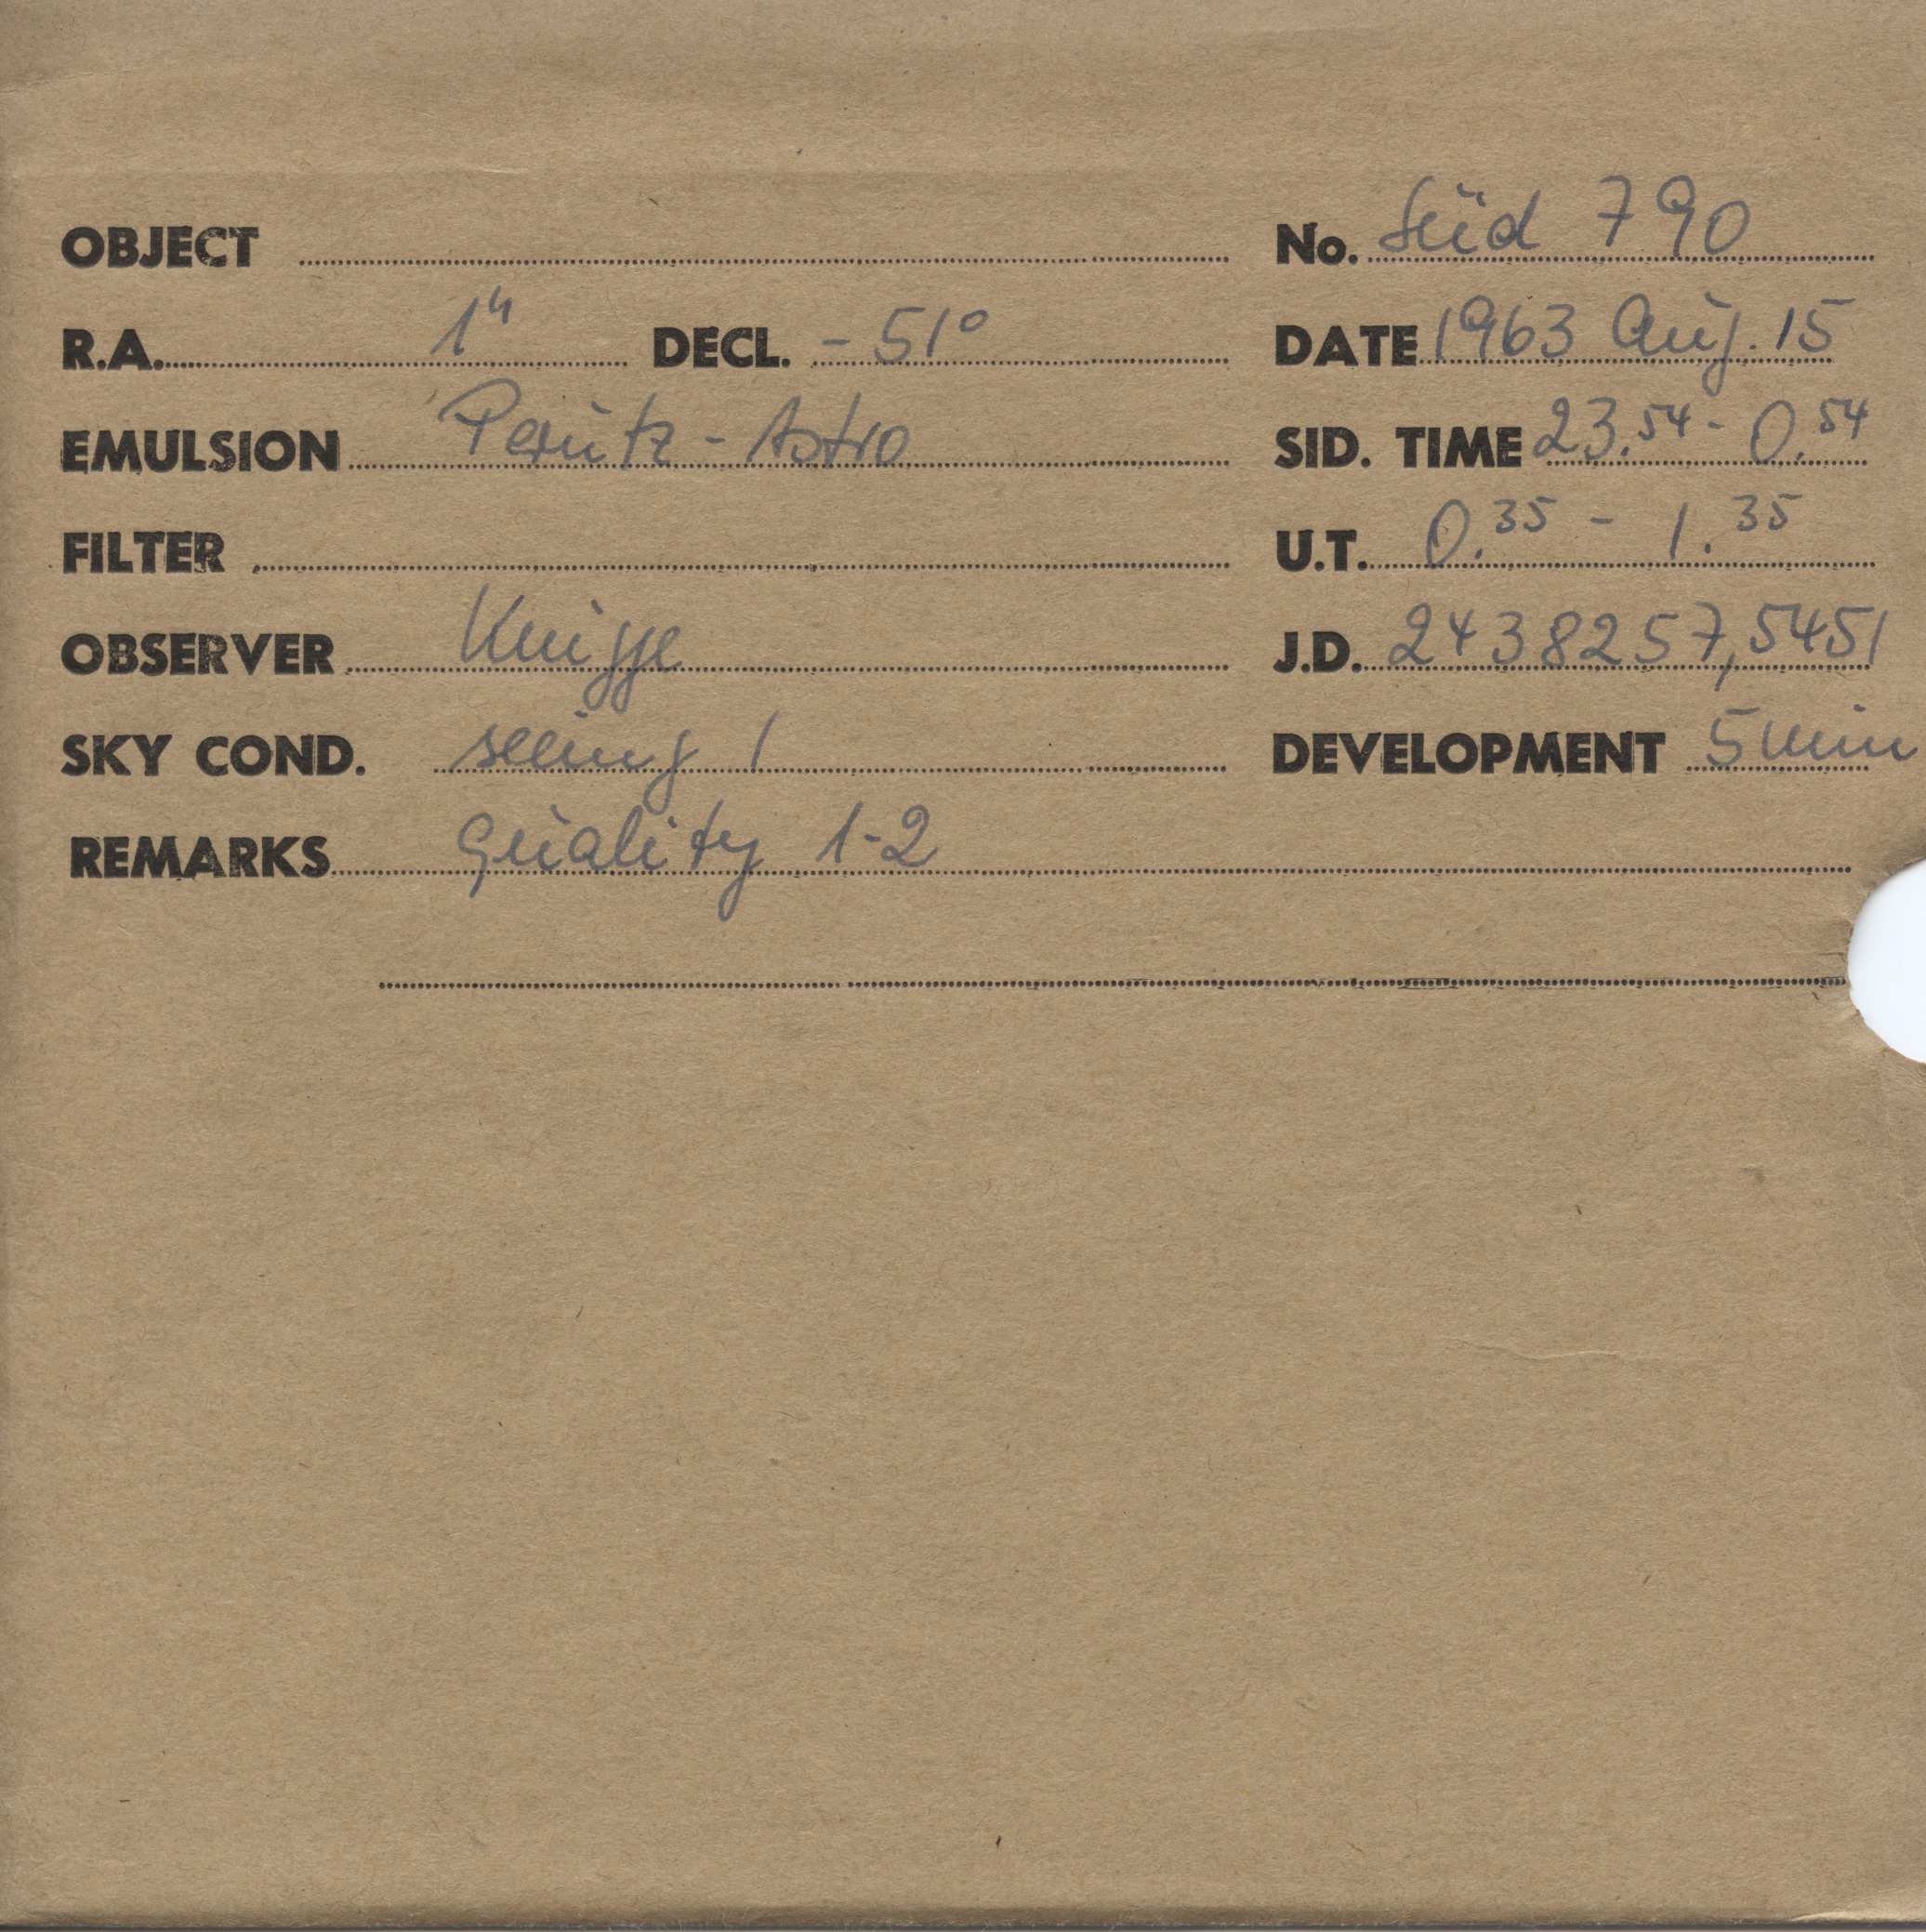 OBJECT No. Süd 790
R.A. 1h DECL. -51° DATE 1963 Aug. 15
EMULSION Perutz-Astro SID. TIME 23.54 - 0.54
FILTER U.T. 0.35 - 1.35
OBSERVER Knigge J.D. 2438257,5451
SKY COND. seeing 1 DEVELOPMENT 5 min
REMARKS Quality 1-2